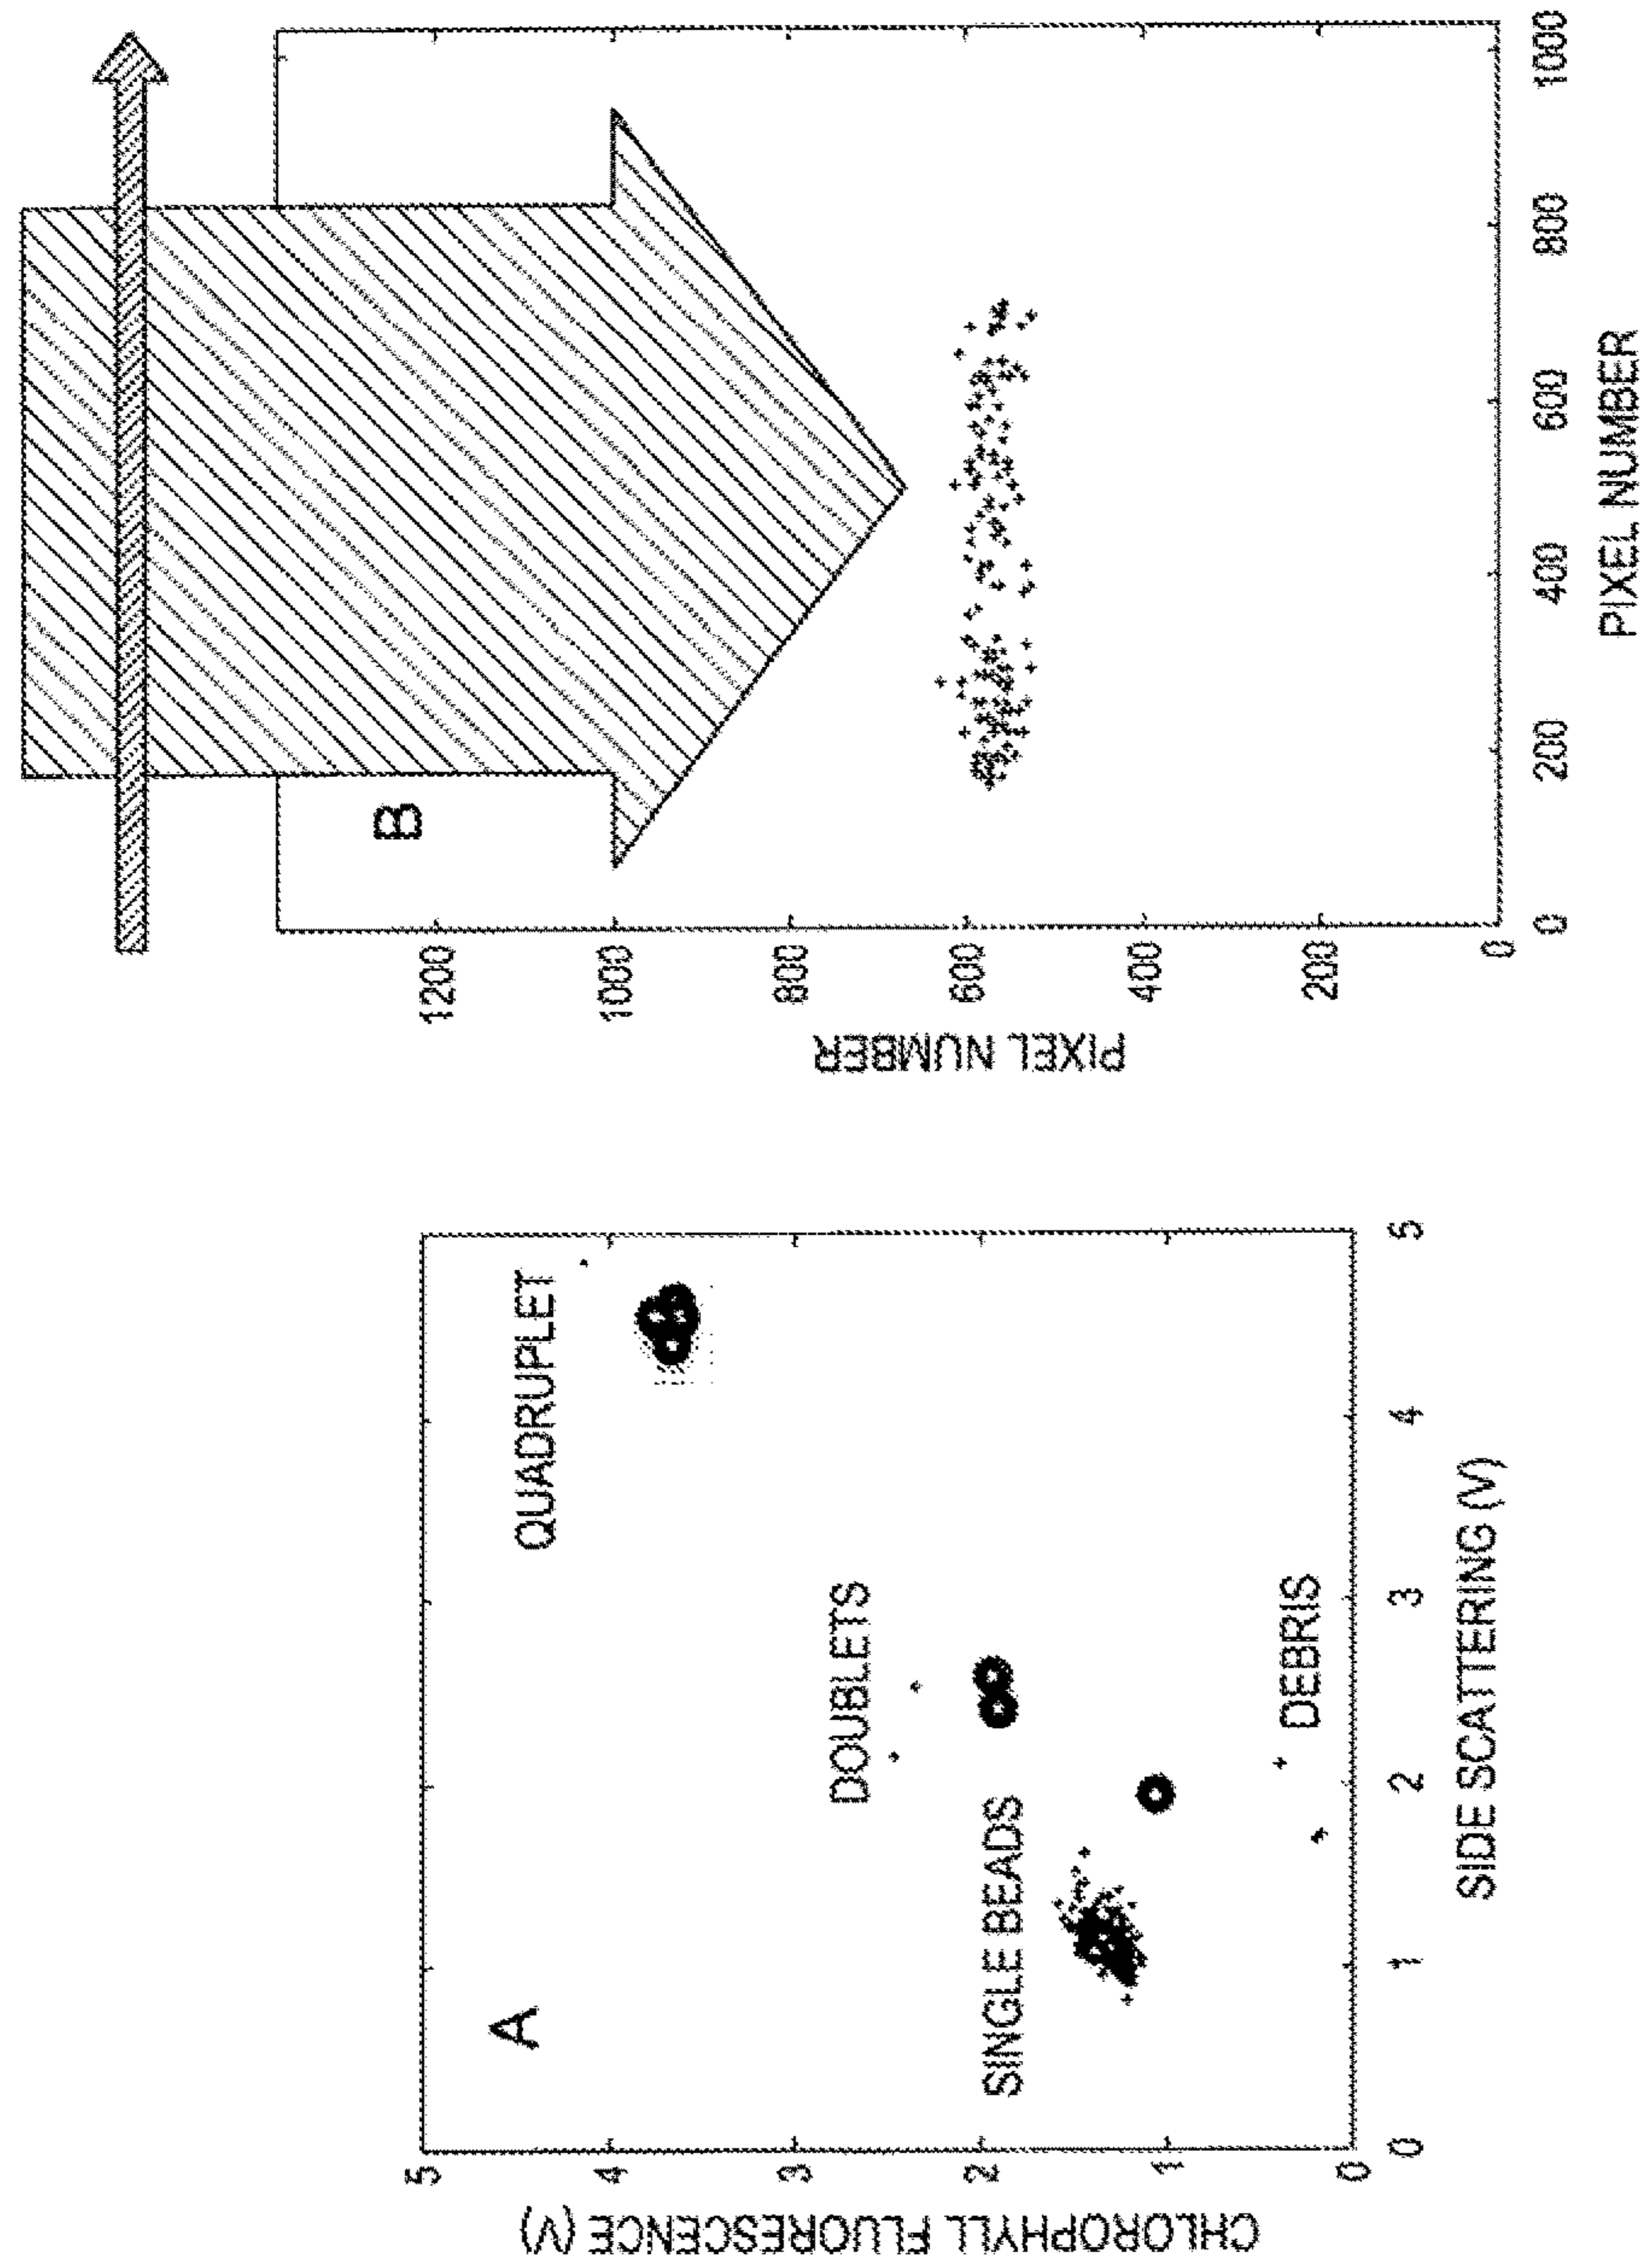 A
QUADRUPLET
DOUBLETS
SINGLE BEADS
DEBRIS
5
4
3
2
1
0
CHLOROPHYLL FLUORESCENCE (V)
0 1 2 3 4 5
SIDE SCATTERING (V)
B
1200
1000
800
600
400
200
0
PIXEL NUMBER
0 200 400 600 800 1000
PIXEL NUMBER